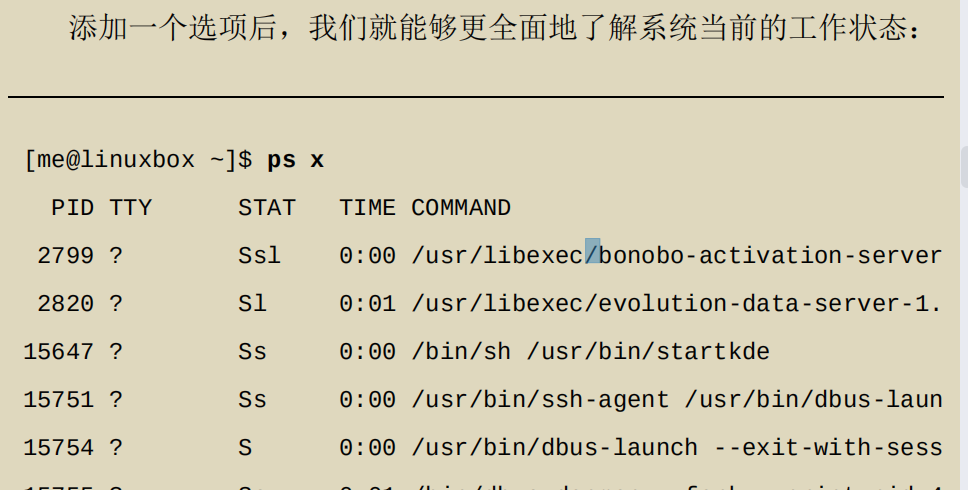 添加一个选项后，我们就能够更全面地了解系统当前的工作状态：
[me@linuxbox ~]$ ps x
PID TTY STAT TIME COMMAND
2799 ? Ssl 0:00 /usr/libexec/bonobo-activation-server
2820 ? Sl 0:01 /usr/libexec/evolution-data-server-1.
15647 ? Ss 0:00 /bin/sh /usr/bin/startkde
15751 ? Ss 0:00 /usr/bin/ssh-agent /usr/bin/dbus-laun
15754 ? S 0:00 /usr/bin/dbus-launch --exit-with-sess